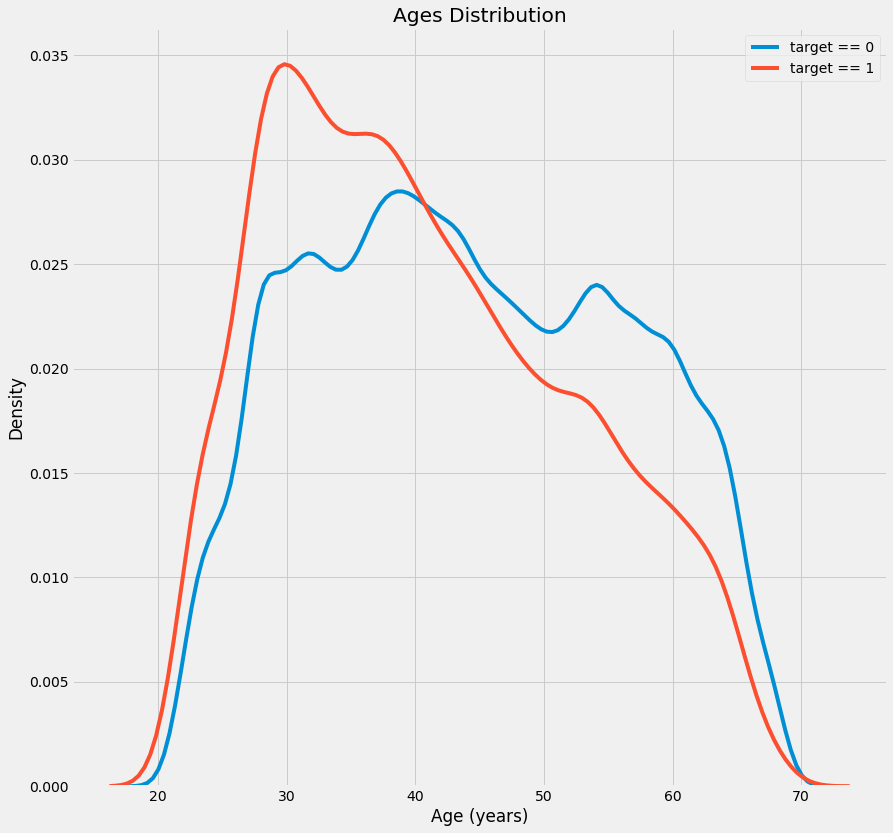 Ages Distribution
target == 0
target == 1
0.035
0.030
0.025
0.020
0.015
0.010
0.005
0.000
Density
20 30 40 50 60 70
Age (years)